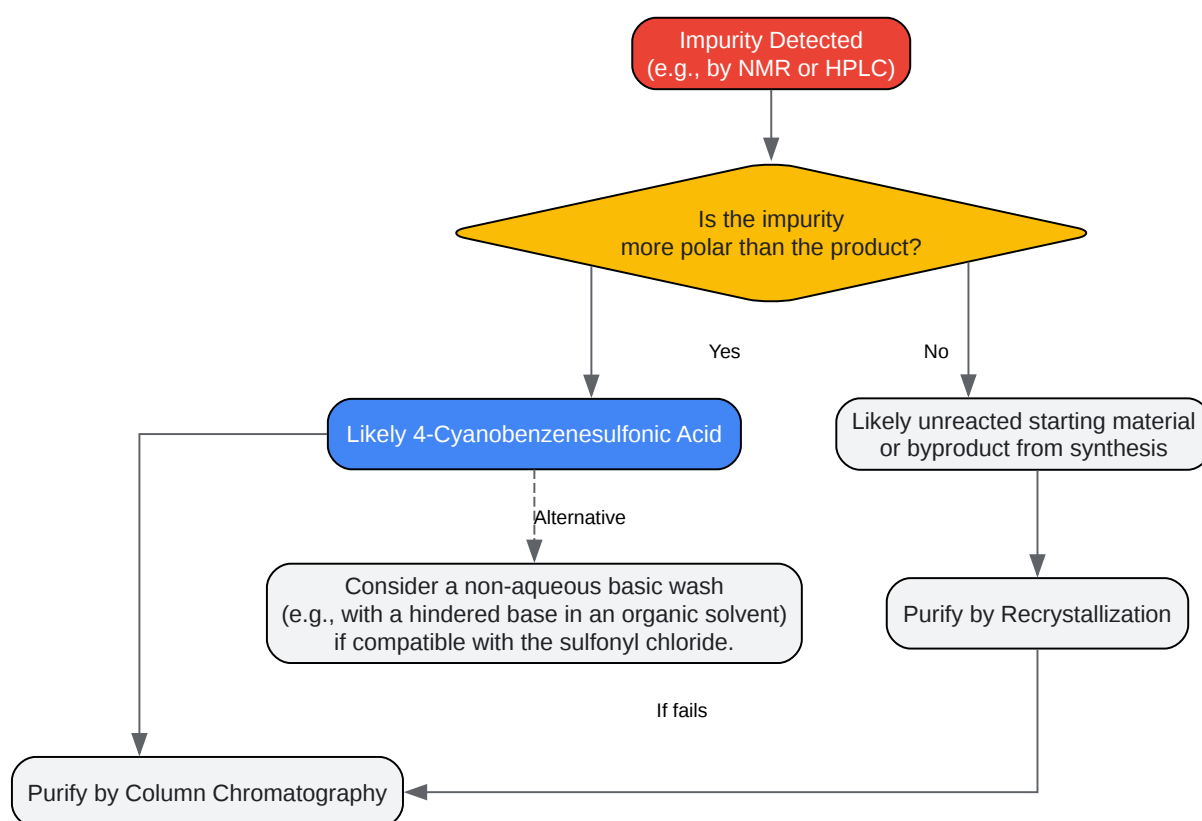 Impurity Detected
(e.g., by NMR or HPLC)
Is the impurity
more polar than the product?
Yes
No
Likely 4-Cyanobenzenesulfonic Acid
Likely unreacted starting material
or byproduct from synthesis
Alternative
Consider a non-aqueous basic wash
(e.g., with a hindered base in an organic solvent)
if compatible with the sulfonyl chloride.
Purify by Recrystallization
If fails
Purify by Column Chromatography